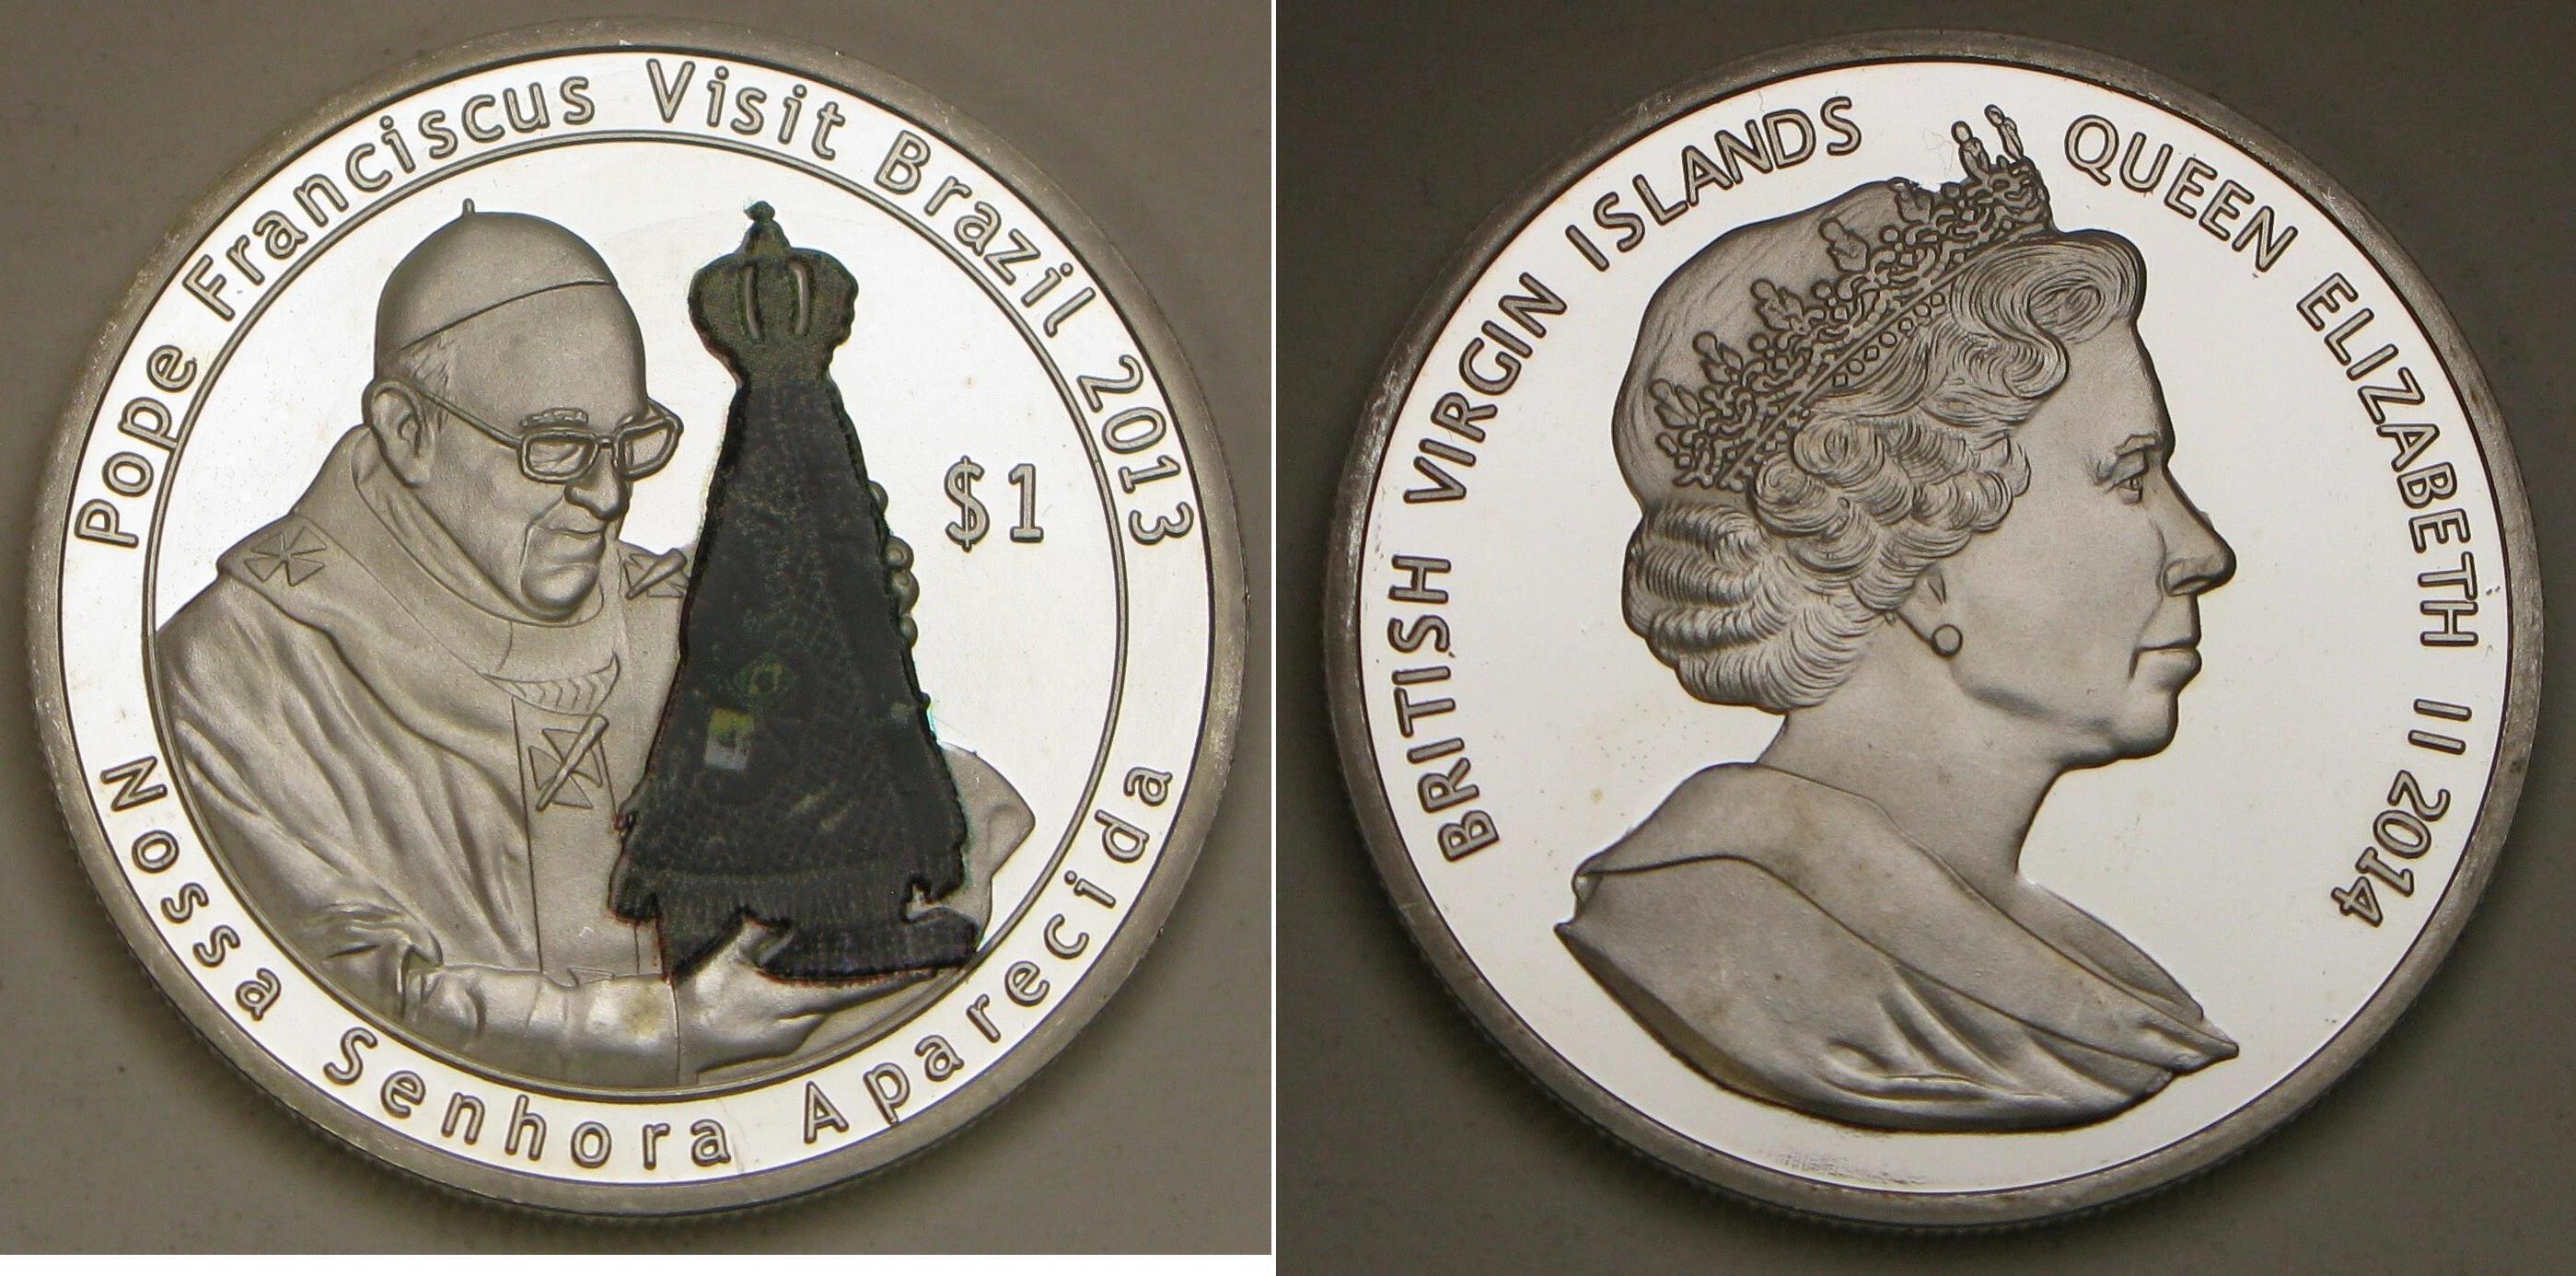 Pope Franciscus Visit Brazil 2013
$1
Nossa Senhora Aparecida
BRITISH VIRGIN ISLANDS QUEEN ELIZABETH II 2014